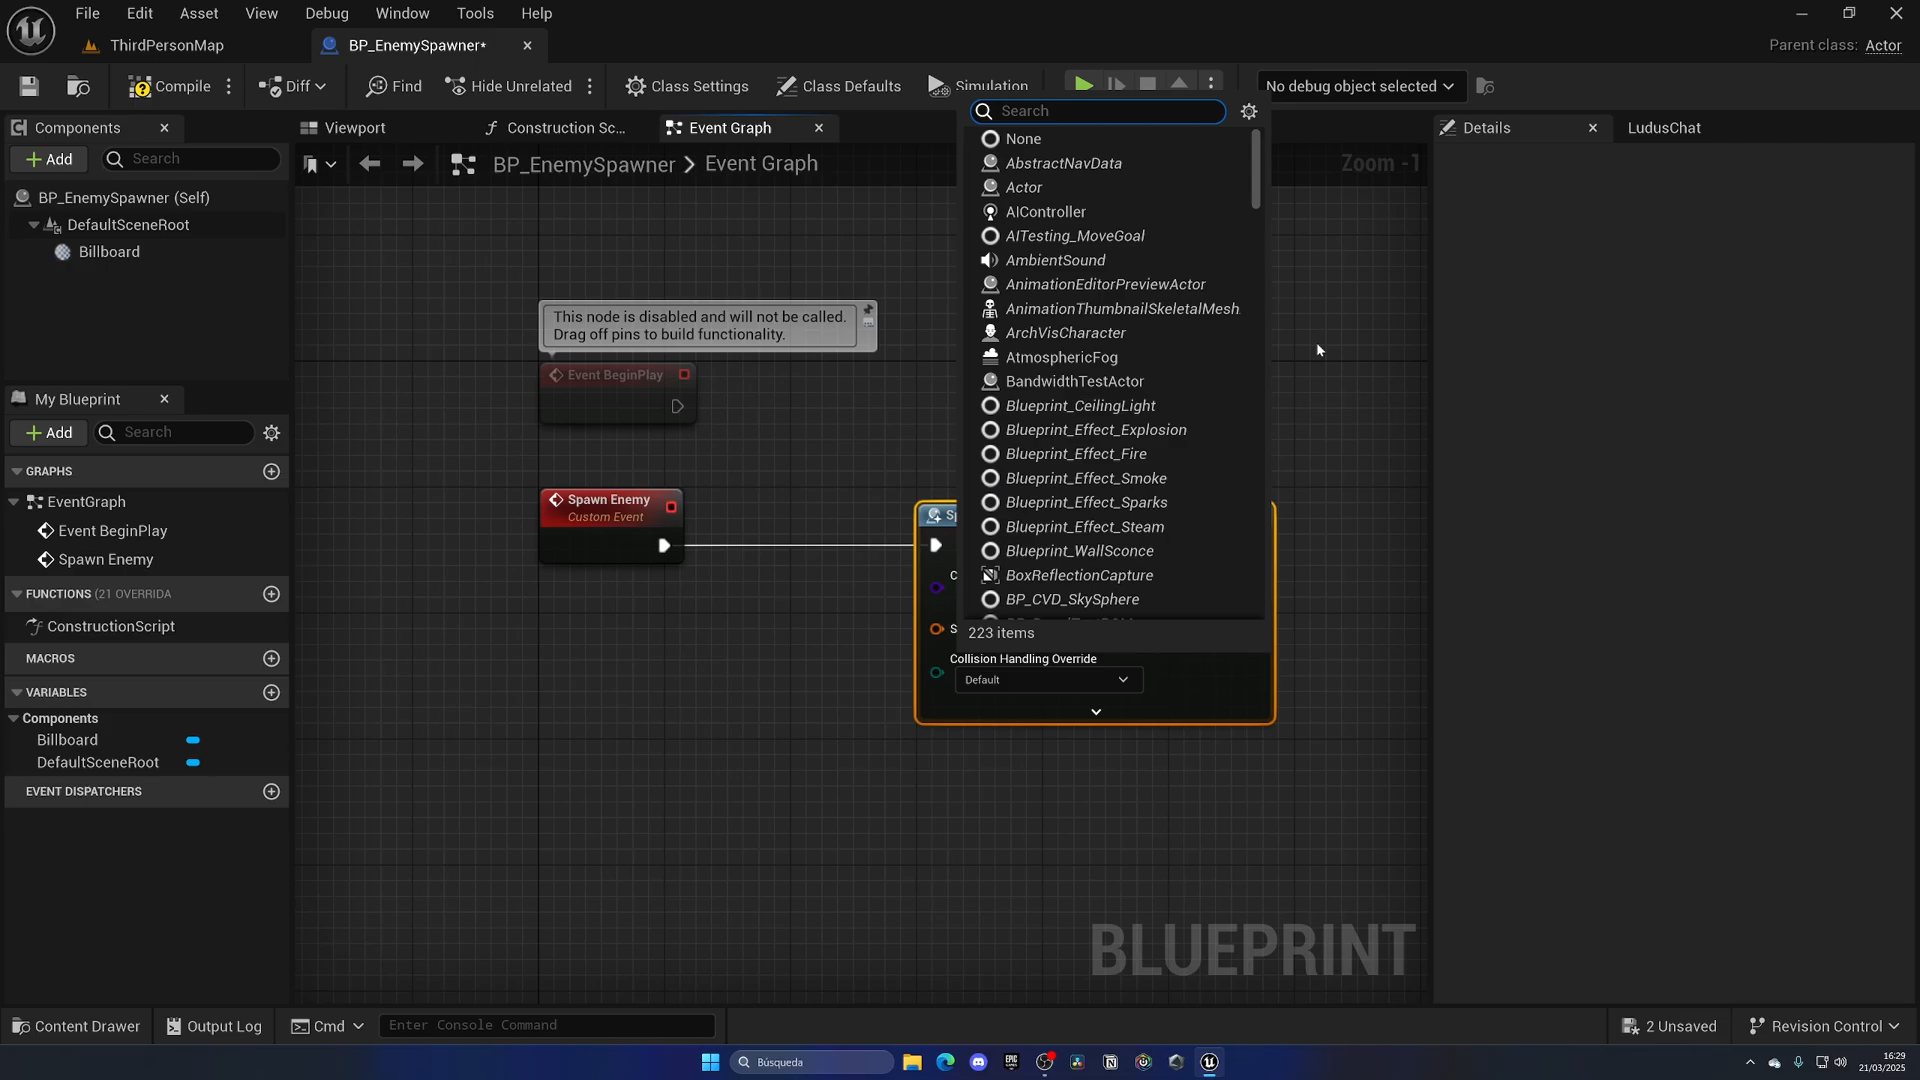 File Edit Asset View Debug Window Tools Help
ThirdPersonMap
BP_EnemySpawner*
Parent class: Actor
Compile
Diff
Find
Hide Unrelated
Class Settings
Class Defaults
Simulation
No debug object selected
Components
Viewport
Construction Sc...
Event Graph
Details
LudusChat
Add
Search
BP_EnemySpawner > Event Graph
Zoom -1
BP_EnemySpawner (Self)
DefaultSceneRoot
Billboard
My Blueprint
Add
Search
GRAPHS
EventGraph
Event BeginPlay
Spawn Enemy
FUNCTIONS (21 OVERRIDA
ConstructionScript
MACROS
VARIABLES
Components
Billboard
DefaultSceneRoot
EVENT DISPATCHERS
This node is disabled and will not be called.
Drag off pins to build functionality.
Event BeginPlay
Spawn Enemy
Custom Event
Sp
C
S
Search
None
AbstractNavData
Actor
AIController
AITesting_MoveGoal
AmbientSound
AnimationEditorPreviewActor
AnimationThumbnailSkeletalMesh
ArchVisCharacter
AtmosphericFog
BandwidthTestActor
Blueprint_CeilingLight
Blueprint_Effect_Explosion
Blueprint_Effect_Fire
Blueprint_Effect_Smoke
Blueprint_Effect_Sparks
Blueprint_Effect_Steam
Blueprint_WallSconce
BoxReflectionCapture
BP_CVD_SkySphere
223 items
Collision Handling Override
Default
BLUEPRINT
Content Drawer
Output Log
Cmd
Enter Console Command
2 Unsaved
Revision Control
Búsqueda
16:29
21/03/2025